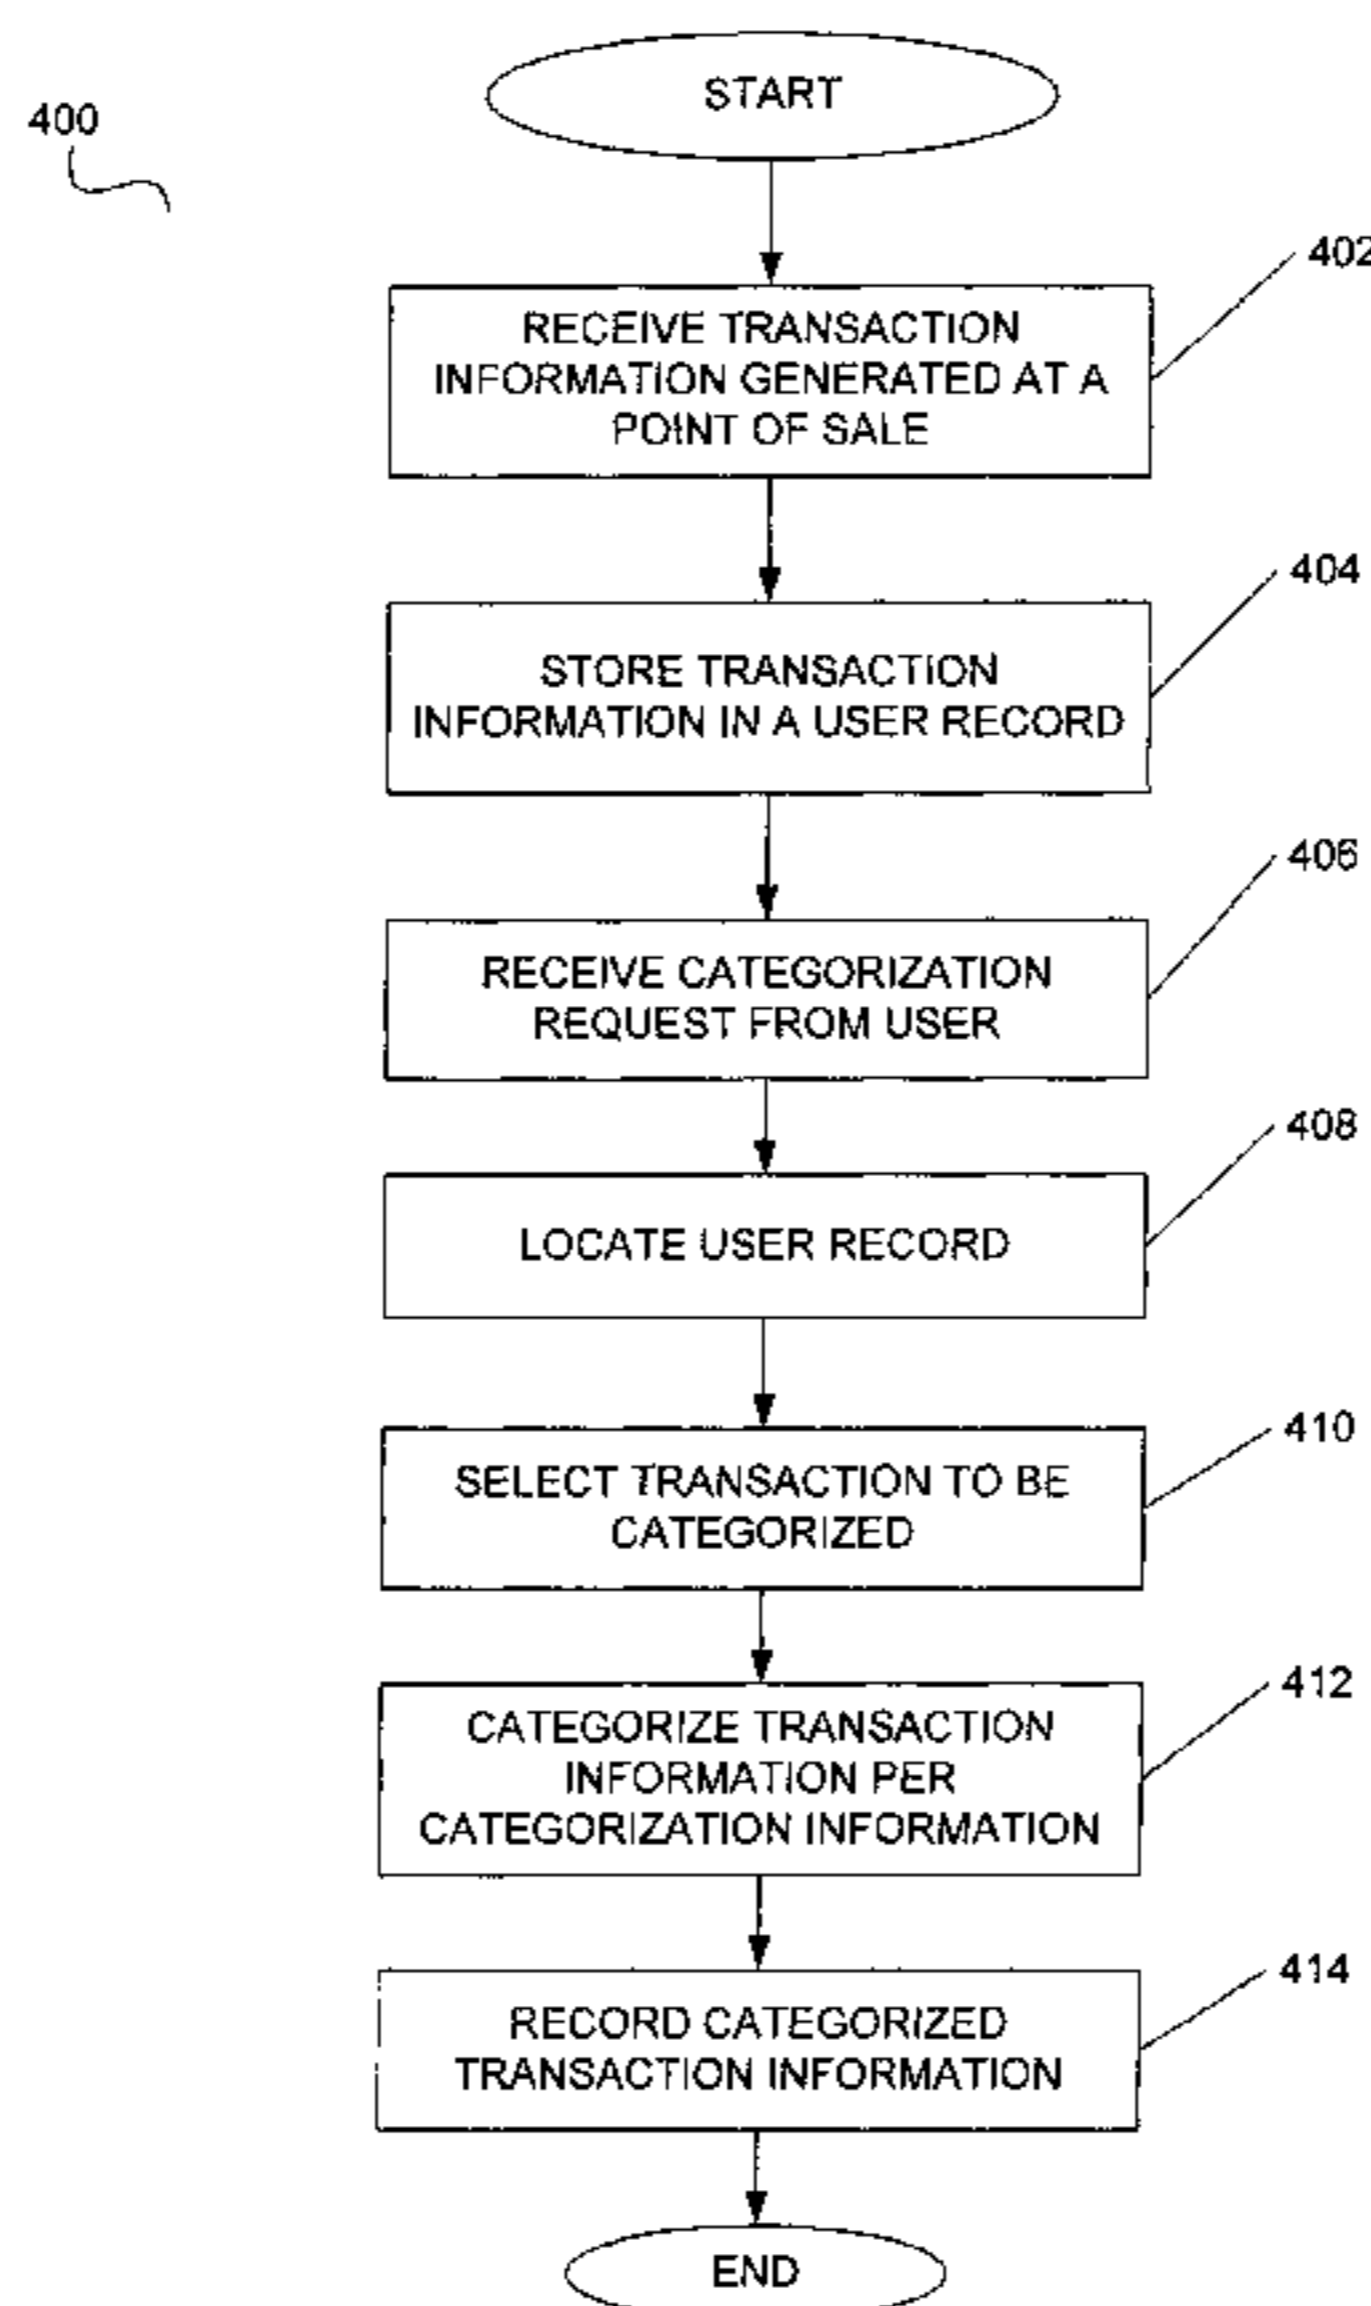 START
400
402
RECEIVE TRANSACTION
INFORMATION GENERATED AT A
POINT OF SALE
404
STORE TRANSACTION
INFORMATION IN A USER RECORD
406
RECEIVE CATEGORIZATION
REQUEST FROM USER
408
LOCATE USER RECORD
410
SELECT TRANSACTION TO BE
CATEGORIZED
412
CATEGORIZE TRANSACTION
INFORMATION PER
CATEGORIZATION INFORMATION
414
RECORD CATEGORIZED
TRANSACTION INFORMATION
END